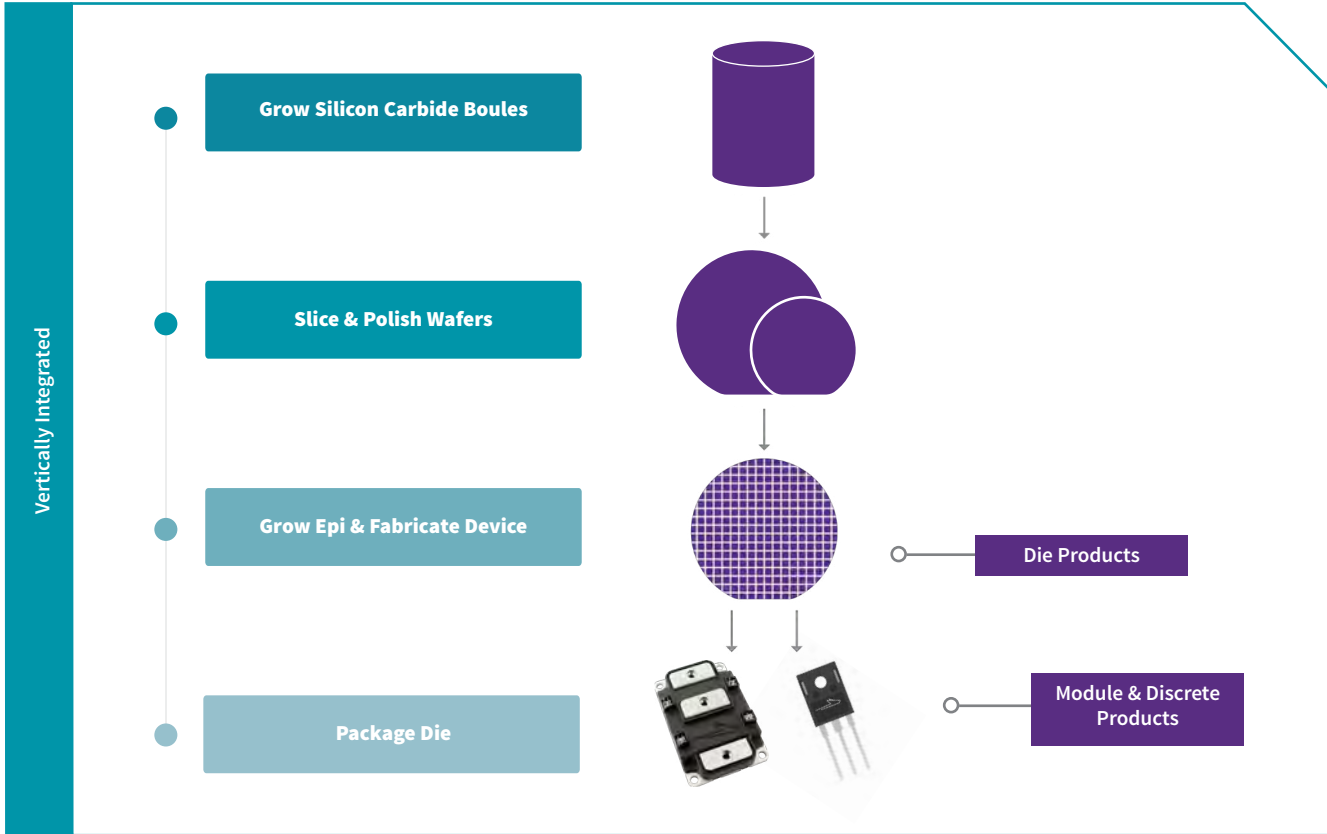 Vertically Integrated
Grow Silicon Carbide Boules
Slice & Polish Wafers
Grow Epi & Fabricate Device
Die Products
Module & Discrete
Products
Package Die